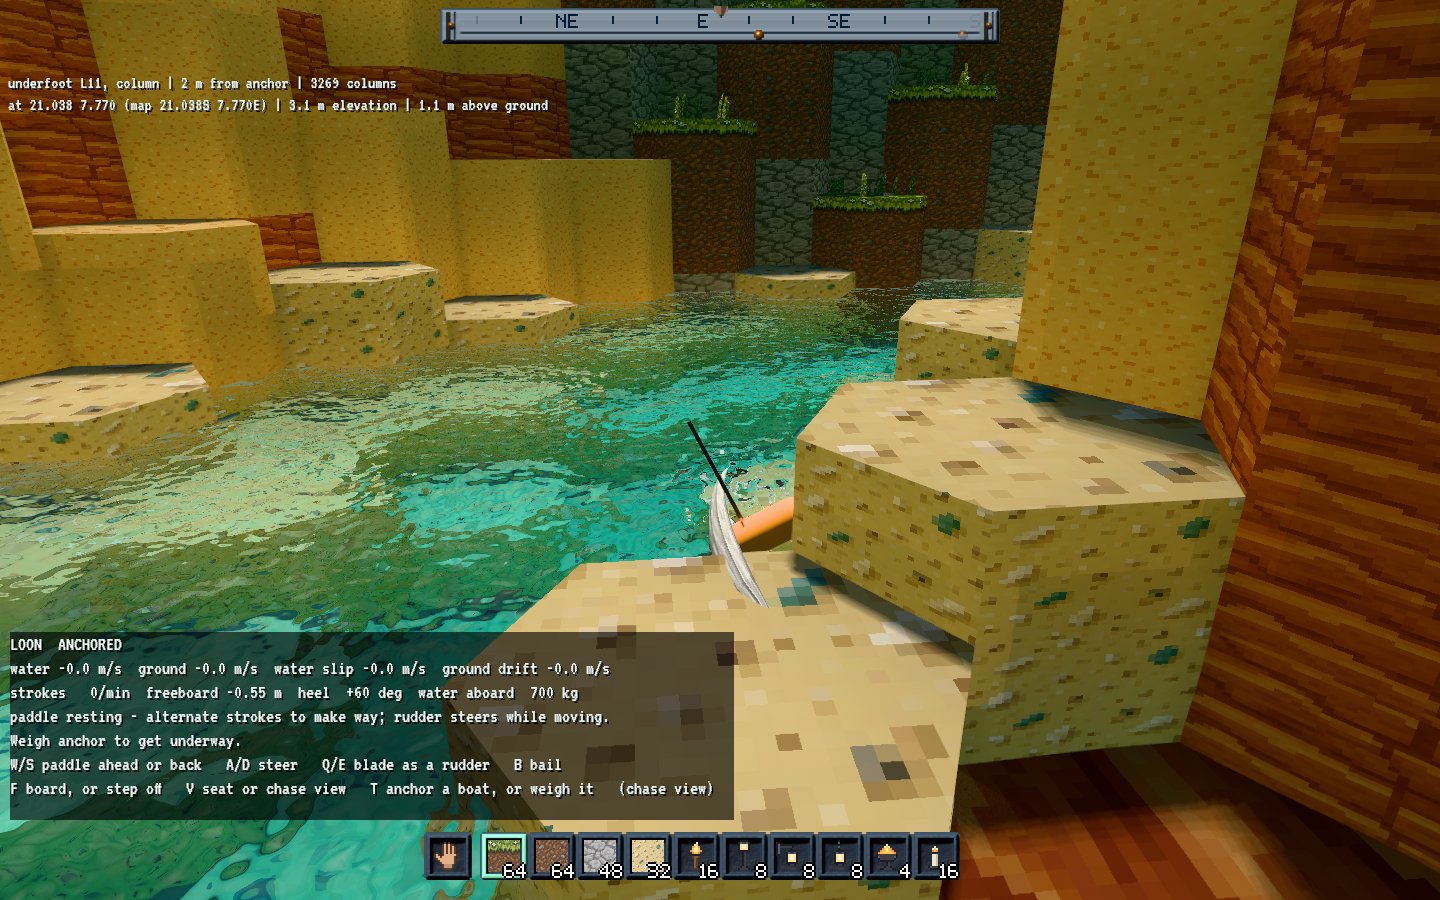 NE E SE S
underfoot L11, column | 2 m from anchor | 3269 columns
at 21.038 7.770 (map 21.038S 7.770E) | 3.1 m elevation | 1.1 m above ground
LOON ANCHORED
water -0.0 m/s ground -0.0 m/s water slip -0.0 m/s ground drift -0.0 m/s
strokes 0/min freeboard -0.55 m heel +60 deg water aboard 700 kg
paddle resting - alternate strokes to make way; rudder steers while moving.
Weigh anchor to get underway.
W/S paddle ahead or back A/D steer Q/E blade as a rudder B bail
F board, or step off V seat or chase view T anchor a boat, or weigh it (chase view)
64 64 48 32 16 8 8 8 4 16